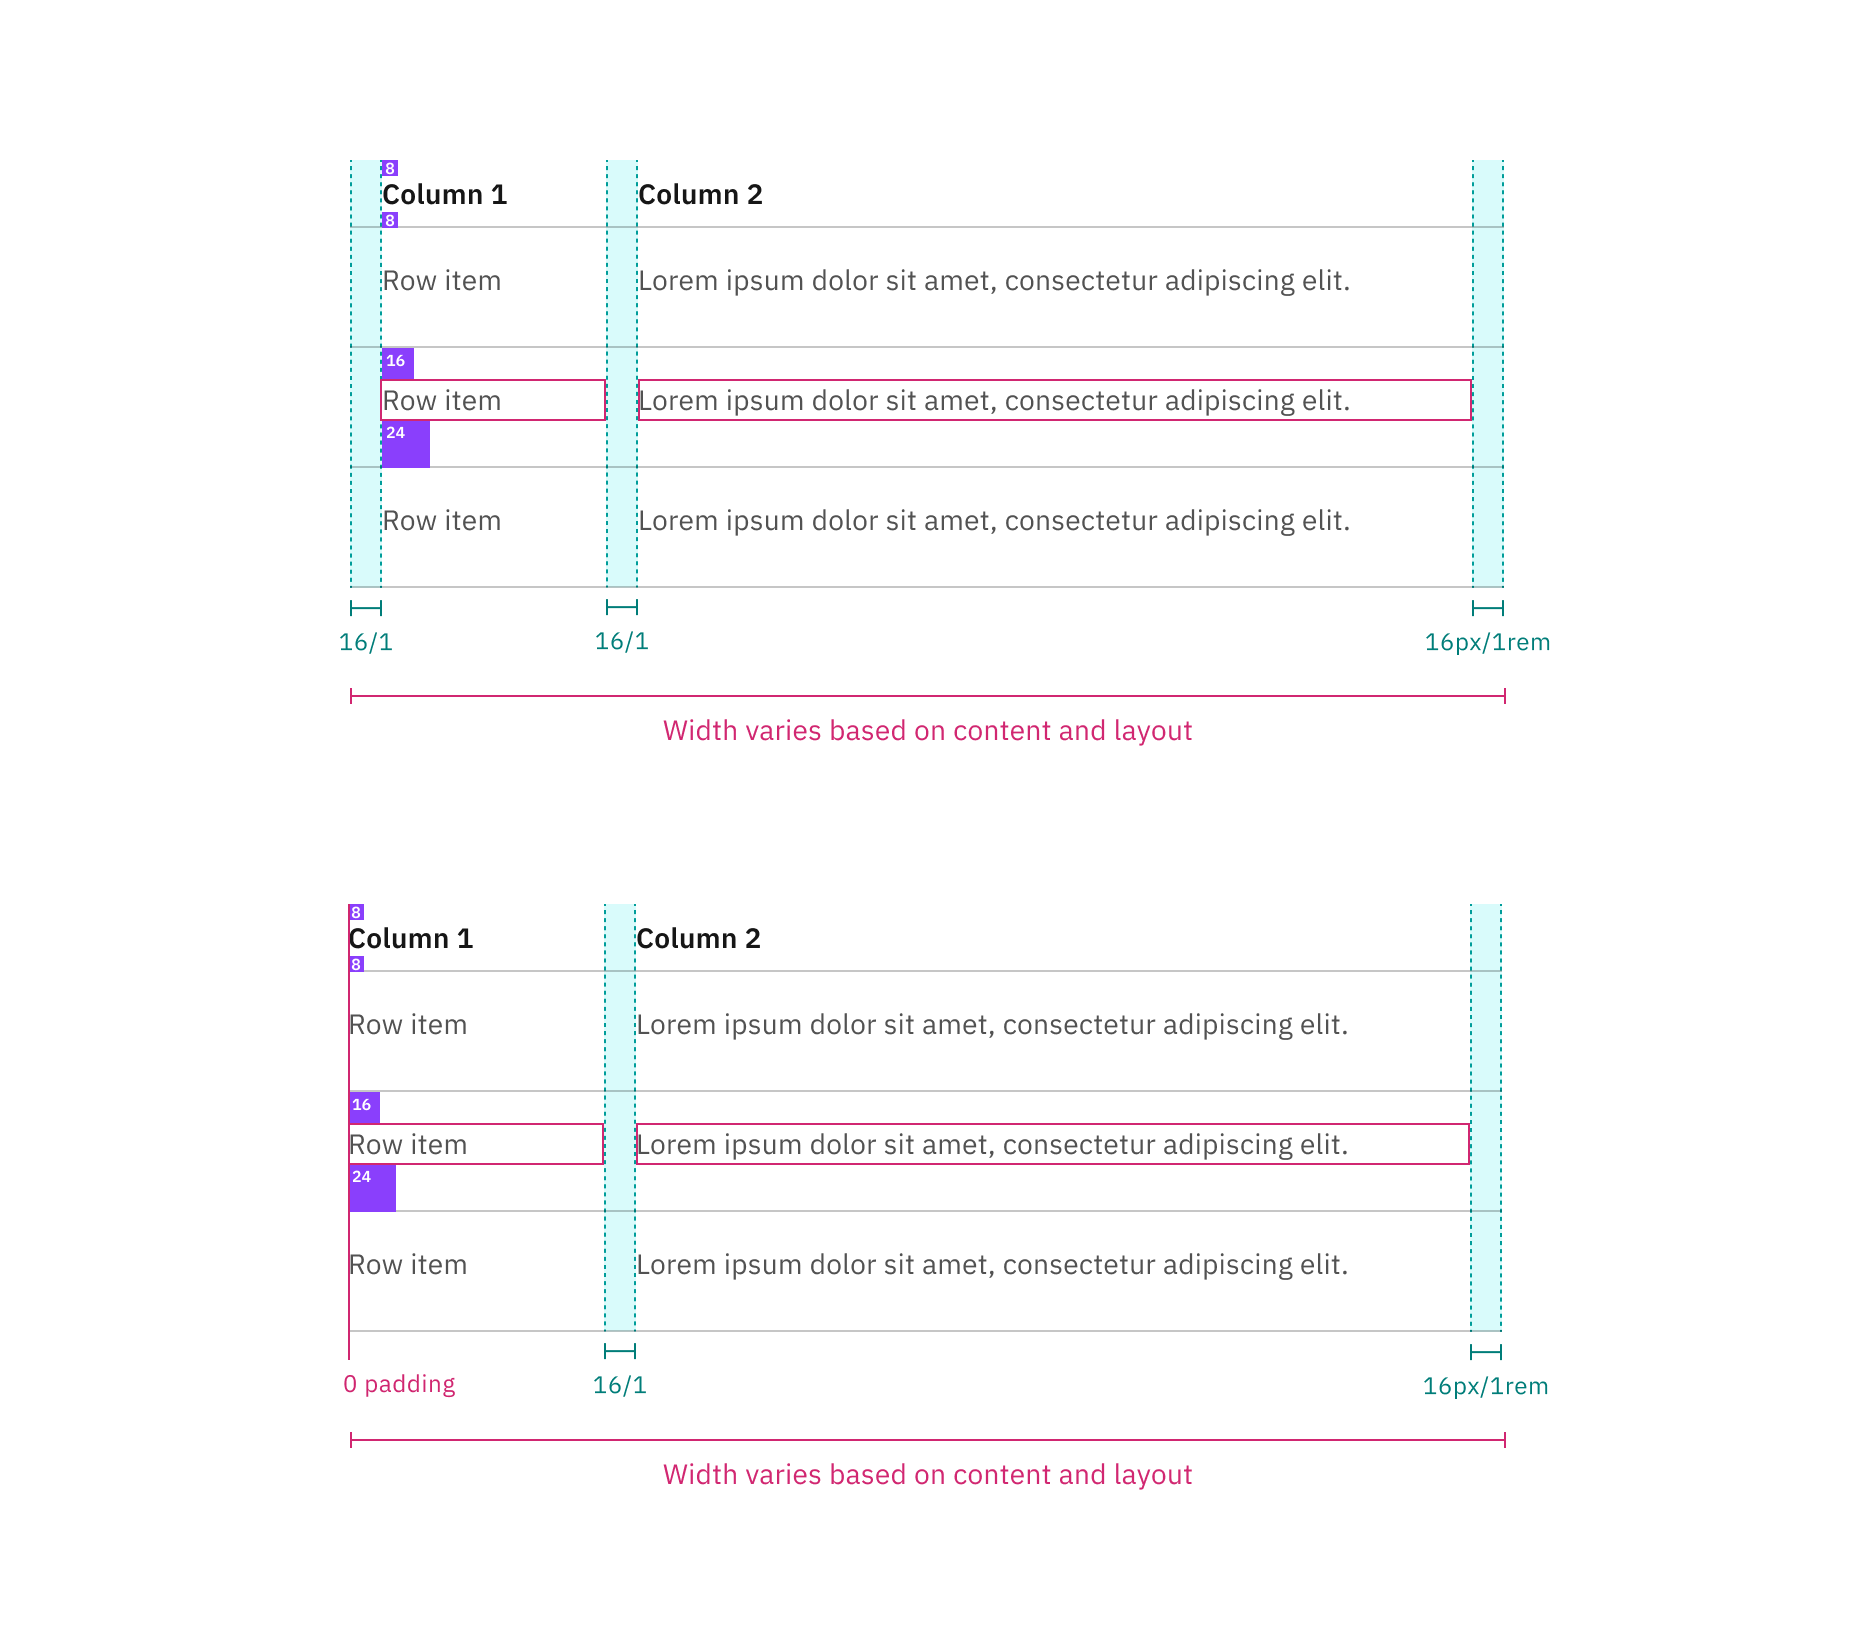 8
Column 1 Column 2
8
Row item Lorem ipsum dolor sit amet, consectetur adipiscing elit.
16
Row item Lorem ipsum dolor sit amet, consectetur adipiscing elit.
24
Row item Lorem ipsum dolor sit amet, consectetur adipiscing elit.
16/1 16/1 16px/1rem
Width varies based on content and layout
8
Column 1 Column 2
8
Row item Lorem ipsum dolor sit amet, consectetur adipiscing elit.
16
Row item Lorem ipsum dolor sit amet, consectetur adipiscing elit.
24
Row item Lorem ipsum dolor sit amet, consectetur adipiscing elit.
0 padding 16/1 16px/1rem
Width varies based on content and layout